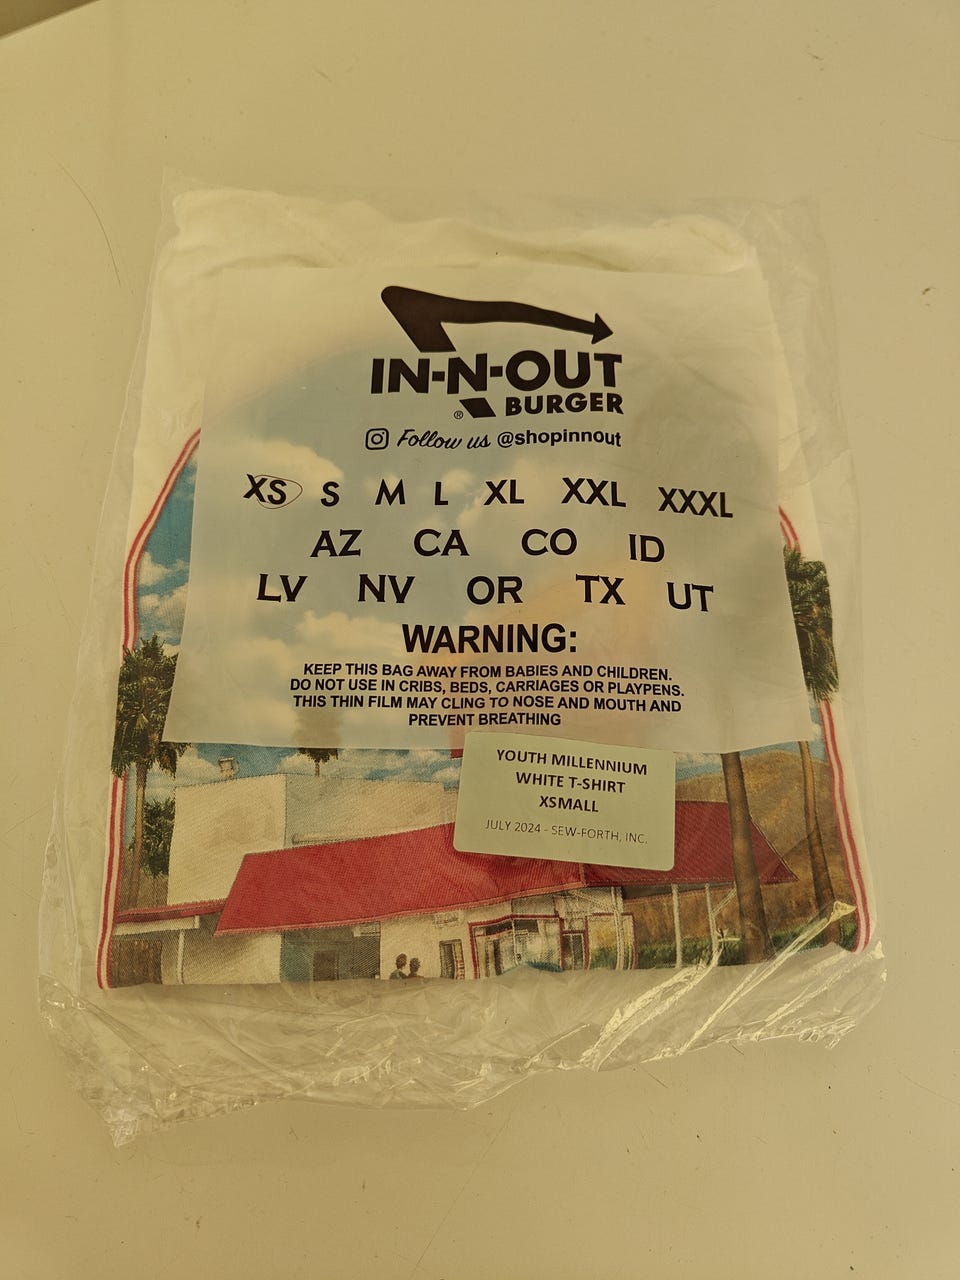 IN-N-OUT
® BURGER
Follow us @shopinnout
XS S M L XL XXL XXXL
AZ CA CO ID
LV NV OR TX UT
WARNING:
KEEP THIS BAG AWAY FROM BABIES AND CHILDREN.
DO NOT USE IN CRIBS, BEDS, CARRIAGES OR PLAYPENS.
THIS THIN FILM MAY CLING TO NOSE AND MOUTH AND
PREVENT BREATHING
YOUTH MILLENNIUM
WHITE T-SHIRT
XSMALL
JULY 2024 - SEW-FORTH, INC.